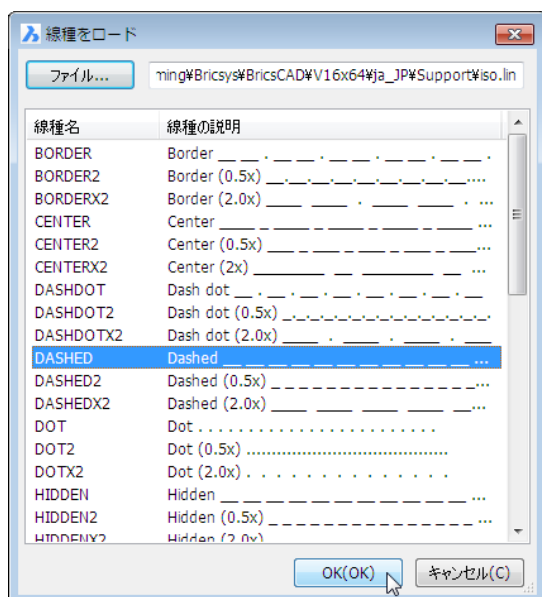 線種をロード
ファイル... ming¥Bricsys¥BricsCAD¥V16x64¥ja_JP¥Support¥iso.lin
線種名 線種の説明
BORDER Border __ __ . __ __ . __ __ . __ __ . __ __ .
BORDER2 Border (0.5x) __._.__._.__._.__._.__._....
BORDERX2 Border (2.0x) ____ ____ . ____ ____ . ...
CENTER Center ____ _ ____ _ ____ _ ____ _ ____ ...
CENTER2 Center (0.5x) ___ _ ___ _ ___ _ ___ _ ___...
CENTERX2 Center (2x) ________ __ ________ __ ...
DASHDOT Dash dot __ . __ . __ . __ . __ . __ . __
DASHDOT2 Dash dot (0.5x) _._._._._._._._._._._._._.
DASHDOTX2 Dash dot (2.0x) ____ . ____ . ____ . ___
DASHED Dashed __ __ __ __ __ __ __ __ __ __ __ __ ...
DASHED2 Dashed (0.5x) _ _ _ _ _ _ _ _ _ _ _ _ _ _ _...
DASHEDX2 Dashed (2.0x) ____ ____ ____ ____ __...
DOT Dot . . . . . . . . . . . . . . . . . . . . . . . .
DOT2 Dot (0.5x) ..........................................
DOTX2 Dot (2.0x) . . . . . . . . . . . . . .
HIDDEN Hidden __ __ __ __ __ __ __ __ __ __ __ ...
HIDDEN2 Hidden (0.5x) _ _ _ _ _ _ _ _ _ _ _ _ _ _ _ ...
HIDDENX2 Hidden (2.0x)
OK(OK) キャンセル(C)